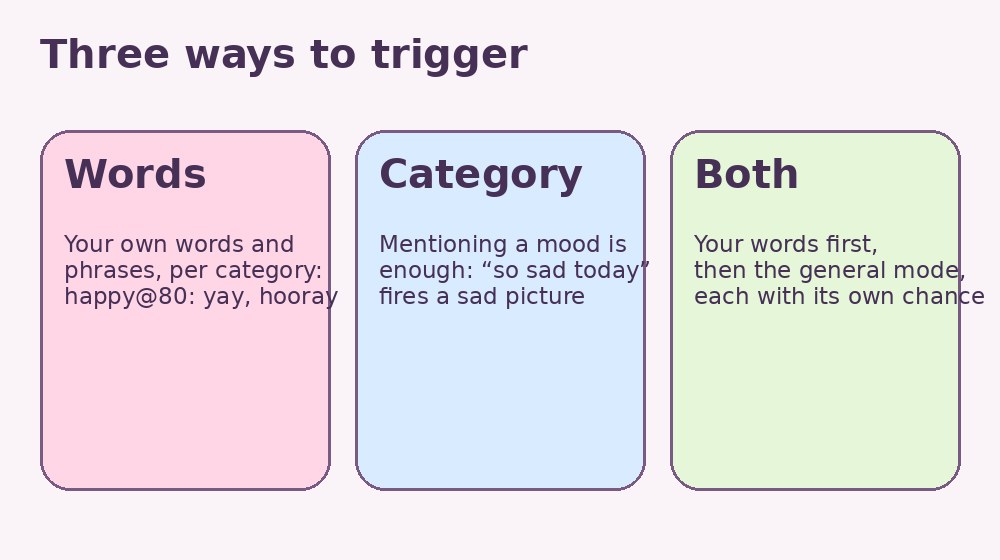 Three ways to trigger
Words
Your own words and
phrases, per category:
happy@80: yay, hooray
Category
Mentioning a mood is
enough: “so sad today”
fires a sad picture
Both
Your words first,
then the general mode,
each with its own chance